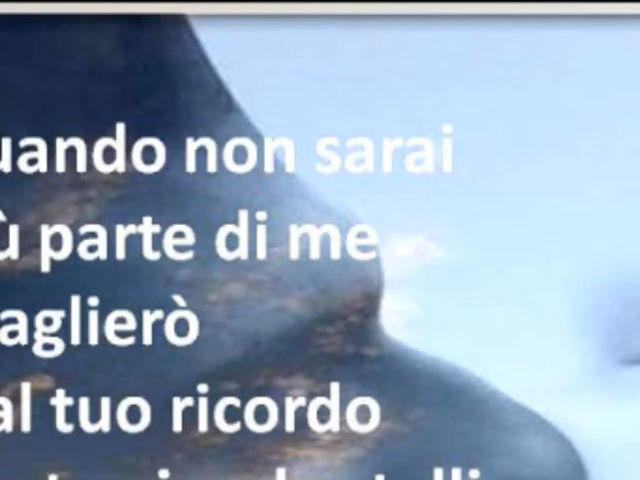 uando non sarai
ù parte di me
aglierò
al tuo ricordo